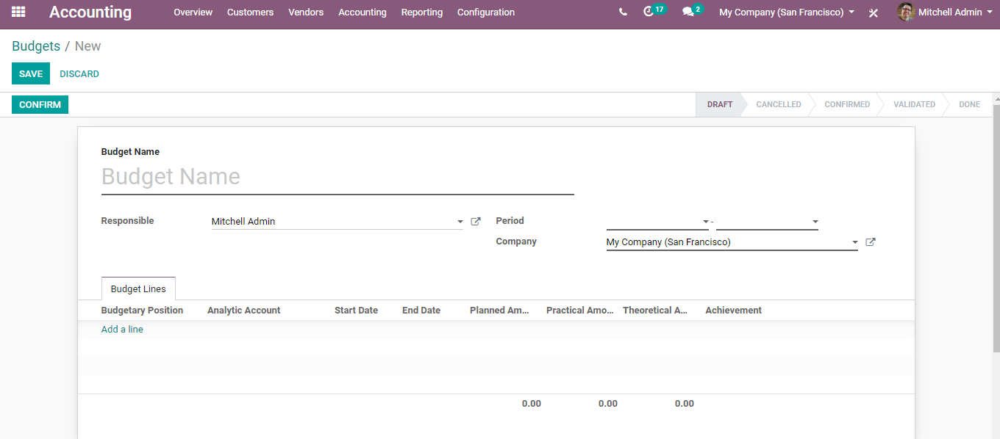 Accounting Overview Customers Vendors Accounting Reporting Configuration 17 2 My Company (San Francisco) Mitchell Admin
Budgets / New
SAVE DISCARD
CONFIRM DRAFT CANCELLED CONFIRMED VALIDATED DONE
Budget Name
Budget Name
Responsible Mitchell Admin Period -
Company My Company (San Francisco)
Budget Lines
Budgetary Position Analytic Account Start Date End Date Planned Am... Practical Amo... Theoretical A... Achievement
Add a line
0.00 0.00 0.00